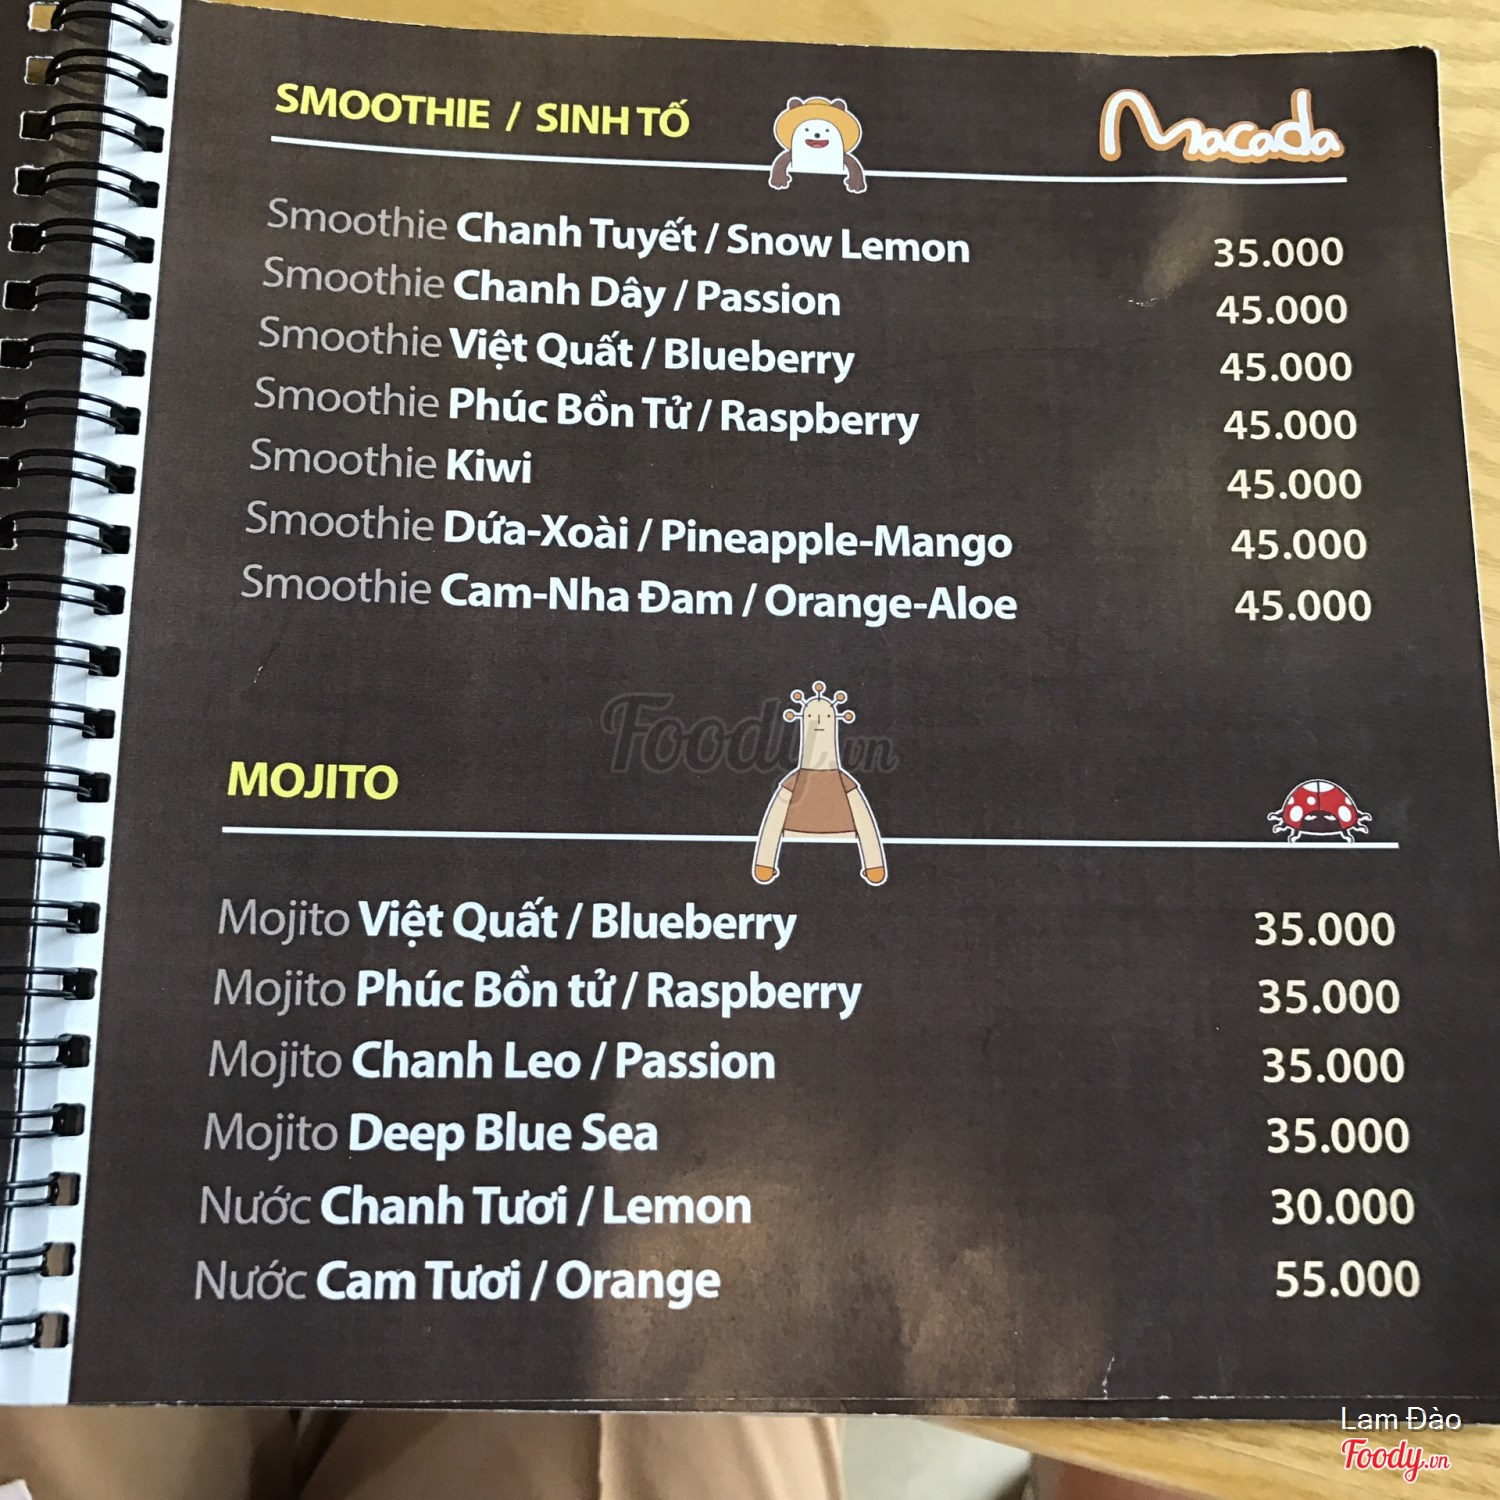 SMOOTHIE / SINH TỐ
Macada
Smoothie Chanh Tuyết / Snow Lemon 35.000
Smoothie Chanh Dây / Passion 45.000
Smoothie Việt Quất / Blueberry 45.000
Smoothie Phúc Bồn Tử / Raspberry 45.000
Smoothie Kiwi 45.000
Smoothie Dứa-Xoài / Pineapple-Mango 45.000
Smoothie Cam-Nha Đam / Orange-Aloe 45.000
Foody.vn
MOJITO
Mojito Việt Quất / Blueberry 35.000
Mojito Phúc Bồn tử / Raspberry 35.000
Mojito Chanh Leo / Passion 35.000
Mojito Deep Blue Sea 35.000
Nước Chanh Tươi / Lemon 30.000
Nước Cam Tươi / Orange 55.000
Lam Đào
Foody.vn